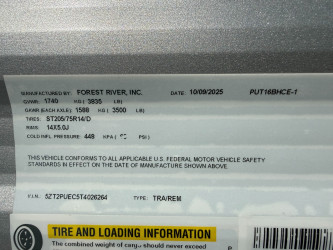 MANUFACTURED BY: FOREST RIVER, INC. DATE: 10/09/2025 PUT16BHCE-1
GVWR: 1740 KG ( 3835 LB)
GAWR (EACH AXLE) 1588 KG ( 3500 LB)
TIRES: ST205/75R14/D
RIMS: 14X5.0J
COLD INFL. PRESSURE: 449 KPA ( PSI)
THIS VEHICLE CONFORMS TO ALL APPLICABLE U.S. FEDERAL MOTOR VEHICLE SAFETY
STANDARDS IN EFFECT ON THE DATE OF MANUFACTURE SHOWN ABOVE.
V.I.N.: 5ZT2PUEC5T4026264 TYPE: TRA/REM
TIRE AND LOADING INFORMATION
The combined weight of cargo should never exceed